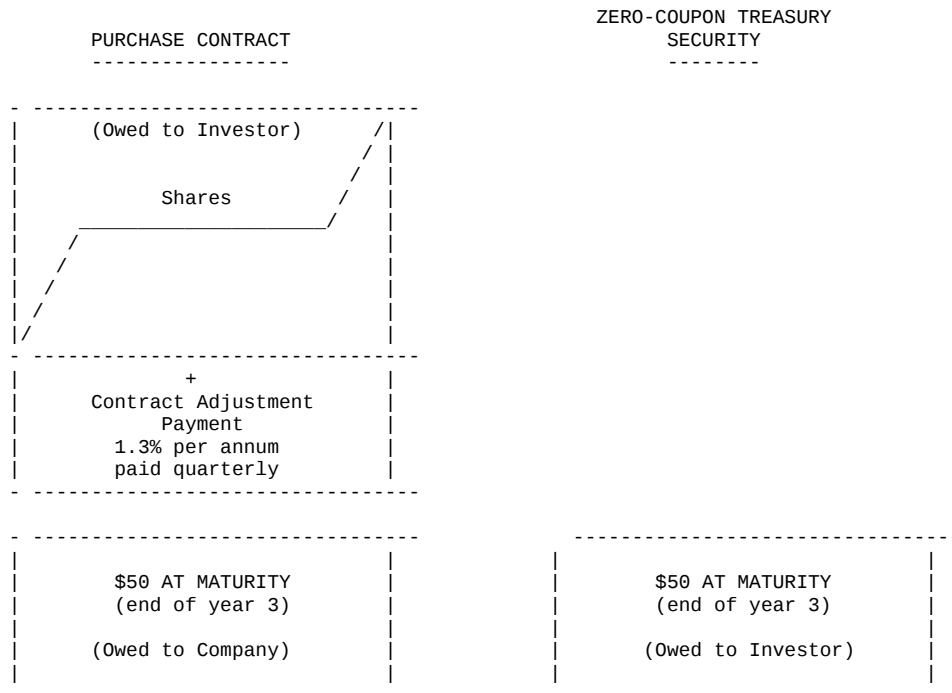 ZERO-COUPON TREASURY
PURCHASE CONTRACT SECURITY
(Owed to Investor)
Shares
+
Contract Adjustment
Payment
1.3% per annum
paid quarterly
$50 AT MATURITY $50 AT MATURITY
(end of year 3) (end of year 3)
(Owed to Company) (Owed to Investor)